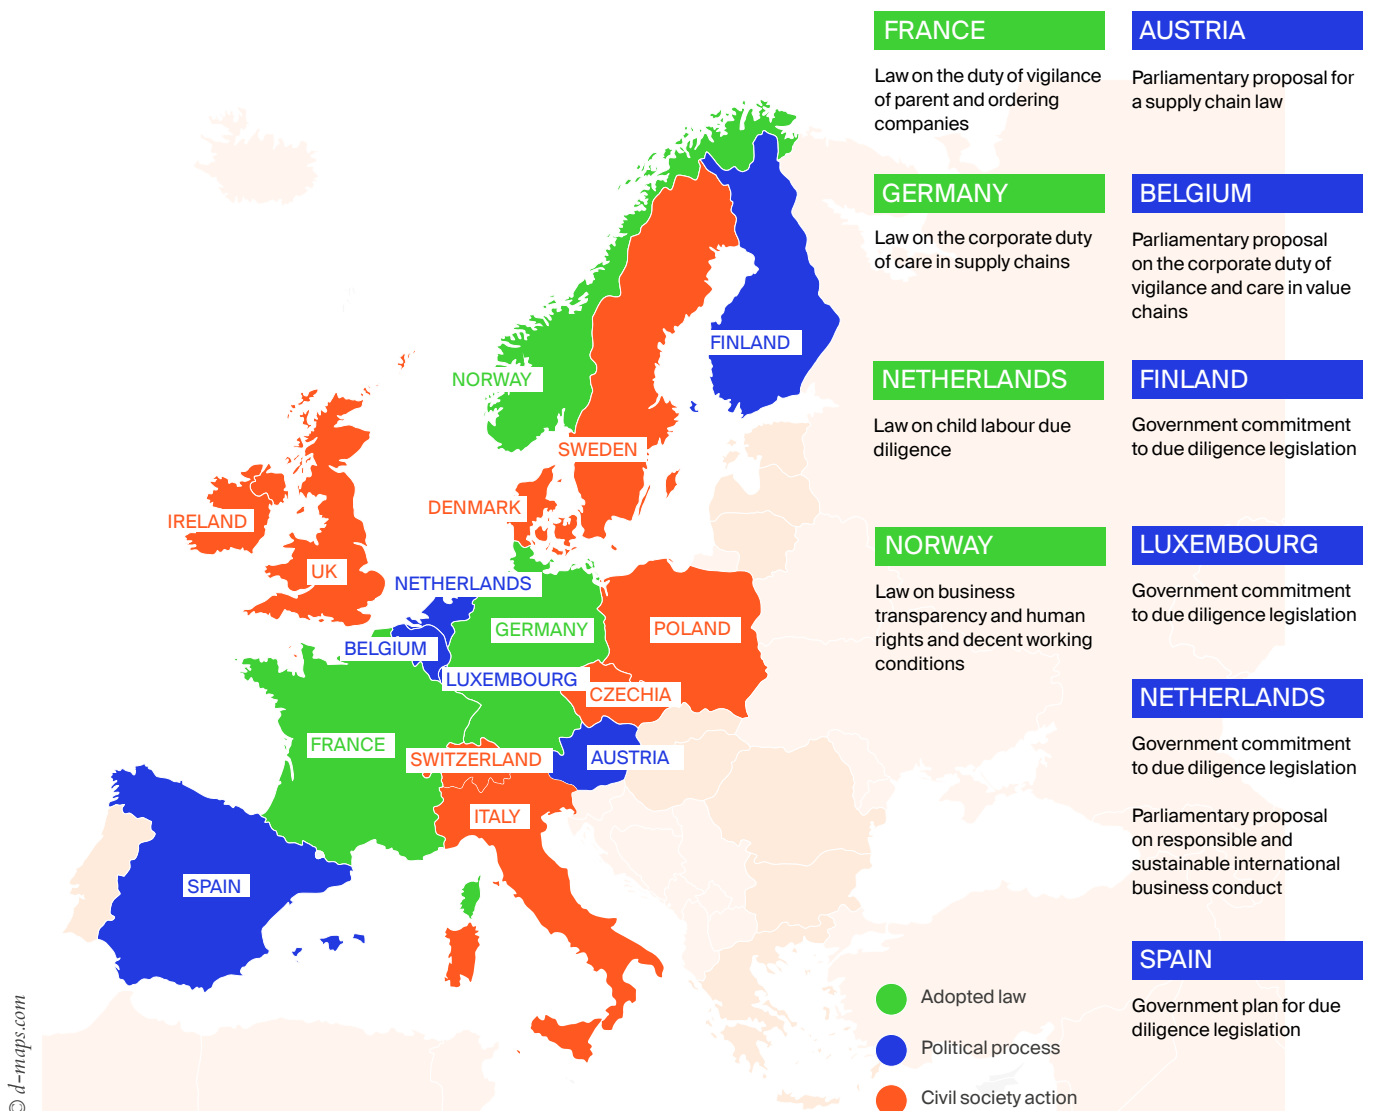 FRANCE
Law on the duty of vigilance
of parent and ordering
companies
GERMANY
Law on the corporate duty
of care in supply chains
NETHERLANDS
Law on child labour due
diligence
NORWAY
Law on business
transparency and human
rights and decent working
conditions
AUSTRIA
Parliamentary proposal for
a supply chain law
BELGIUM
Parliamentary proposal
on the corporate duty of
vigilance and care in value
chains
FINLAND
Government commitment
to due diligence legislation
LUXEMBOURG
Government commitment
to due diligence legislation
NETHERLANDS
Government commitment
to due diligence legislation
Parliamentary proposal
on responsible and
sustainable international
business conduct
SPAIN
Government plan for due
diligence legislation
FINLAND
NORWAY
SWEDEN
DENMARK
IRELAND
UK
NETHERLANDS
GERMANY
POLAND
BELGIUM
LUXEMBOURG
CZECHIA
FRANCE
SWITZERLAND
AUSTRIA
ITALY
SPAIN
Adopted law
Political process
Civil society action
© d-maps.com